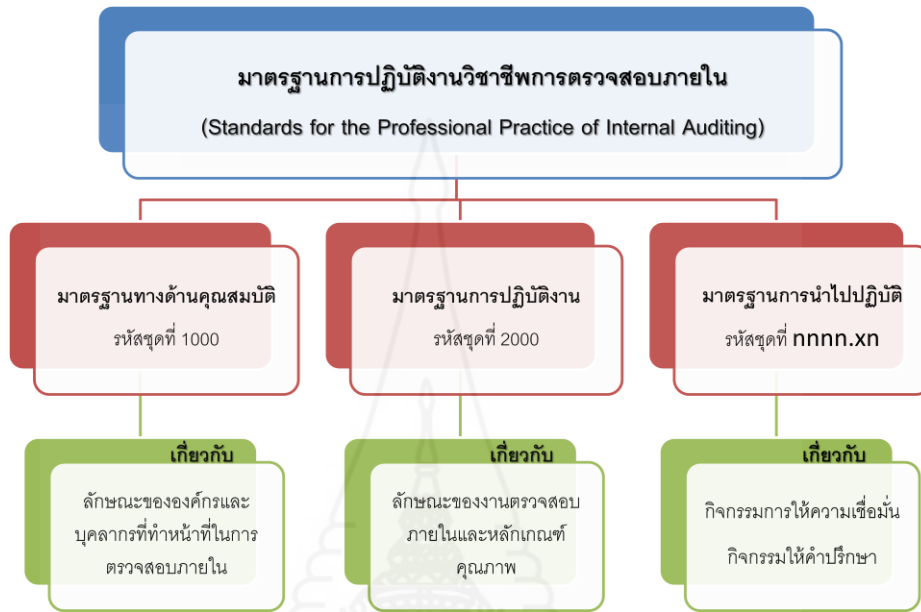 มาตรฐานการปฏิบัติงานวิชาชีพการตรวจสอบภายใน
(Standards for the Professional Practice of Internal Auditing)
มาตรฐานทางด้านคุณสมบัติ
รหัสชุดที่ 1000
มาตรฐานการปฏิบัติงาน
รหัสชุดที่ 2000
มาตรฐานการนำไปปฏิบัติ
รหัสชุดที่ nnnn.xn
เกี่ยวกับ
ลักษณะขององค์กรและ
บุคลากรที่ทำหน้าที่ในการ
ตรวจสอบภายใน
เกี่ยวกับ
ลักษณะของงานตรวจสอบ
ภายในและหลักเกณฑ์
คุณภาพ
เกี่ยวกับ
กิจกรรมการให้ความเชื่อมั่น
กิจกรรมให้คำปรึกษา